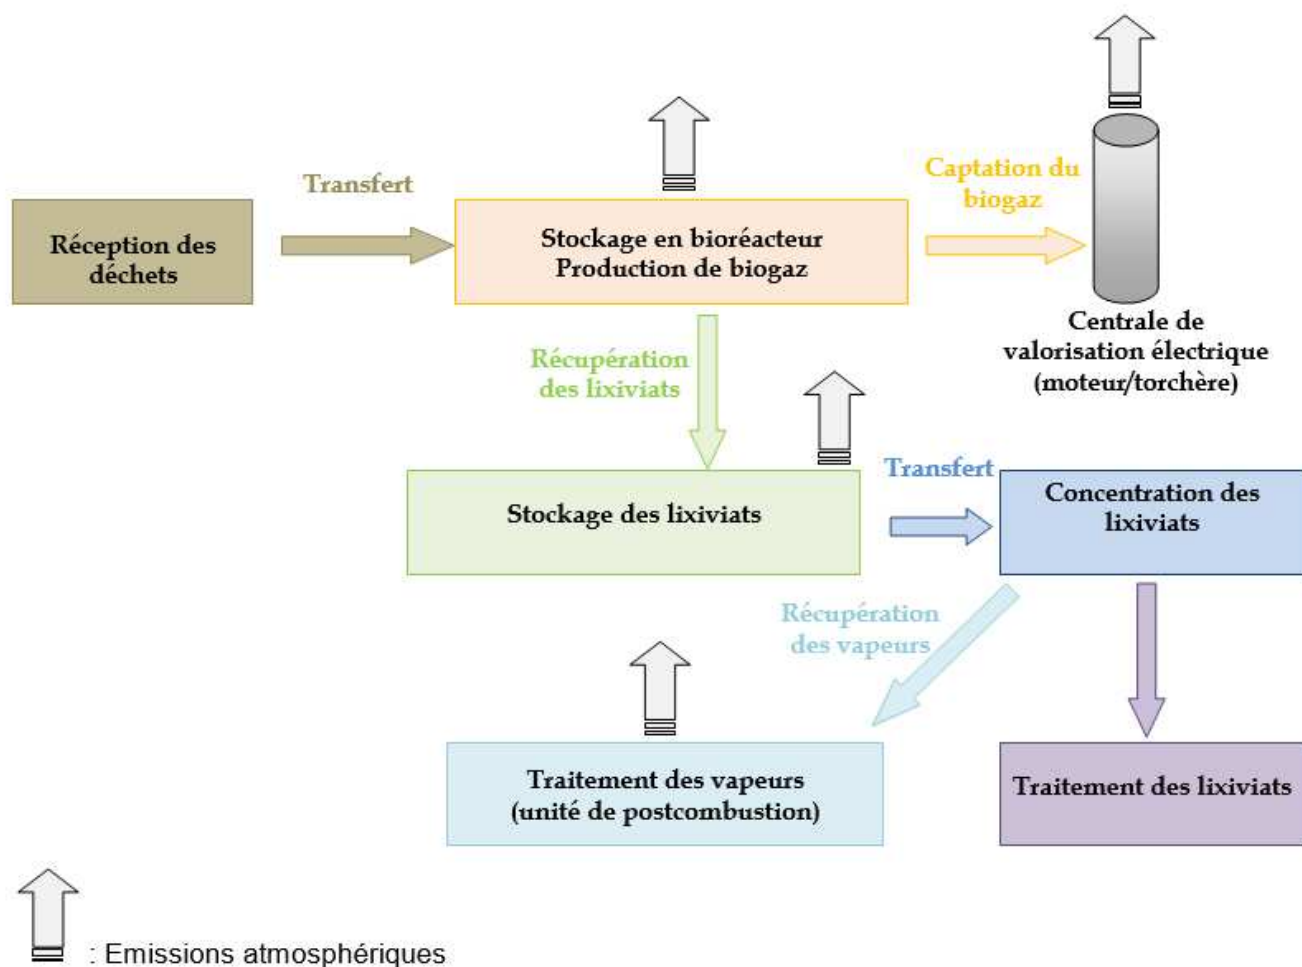 Transfert
Captation du
biogaz
Réception des
déchets
Stockage en bioréacteur
Production de biogaz
Centrale de
valorisation électrique
(moteur/torchère)
Récupération
des lixiviats
Transfert
Stockage des lixiviats
Concentration des
lixiviats
Récupération
des vapeurs
Traitement des vapeurs
(unité de postcombustion)
Traitement des lixiviats
: Emissions atmosphériques